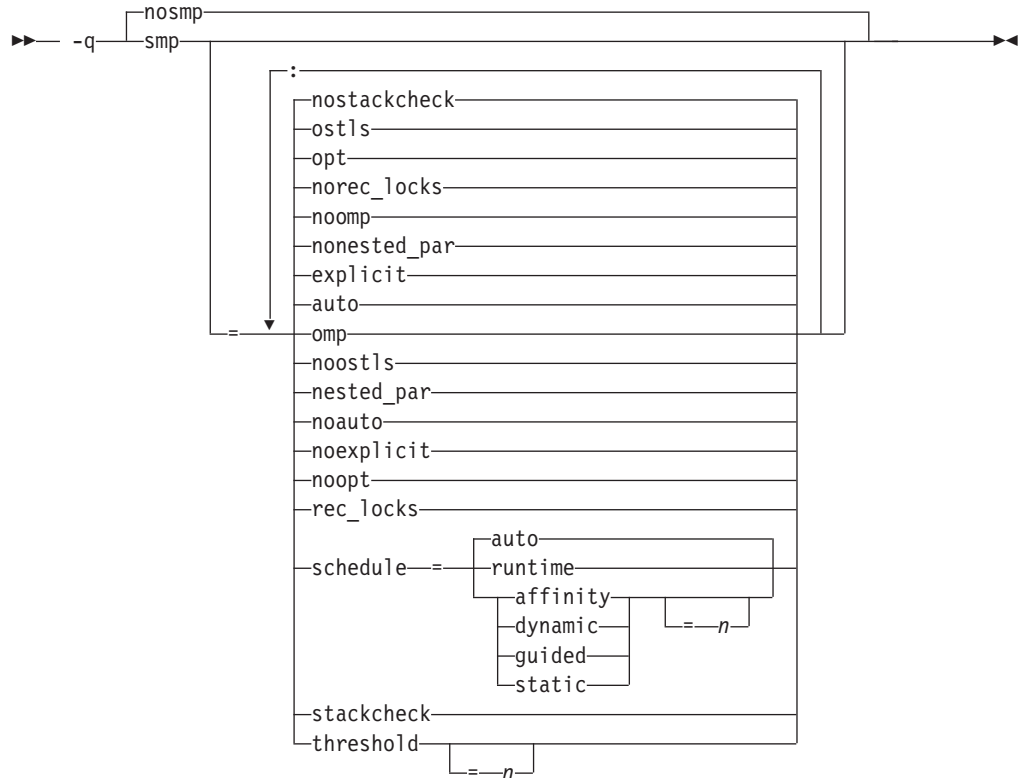 nosmp
-q smp
:
nostackcheck
ostls
opt
norec_locks
noomp
nonested_par
explicit
auto
= omp
noostls
nested_par
noauto
noexplicit
noopt
rec_locks
auto
schedule = runtime
affinity
dynamic = n
guided
static
stackcheck
threshold
= n